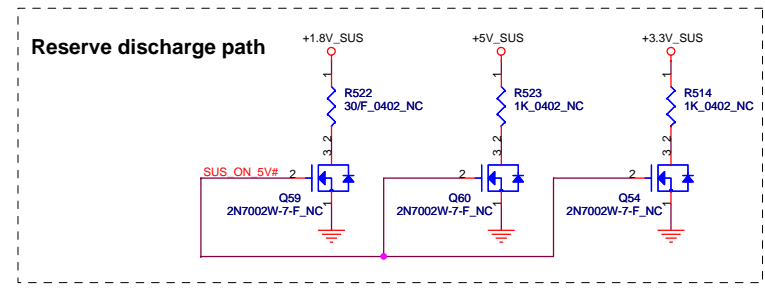 Reserve discharge path
+1.8V_SUS
+5V_SUS
+3.3V_SUS
1
1
1
R522
30/F_0402_NC
R523
1K_0402_NC
R514
1K_0402_NC
2
2
2
3
3
3
SUS_ON_5V#
2
2
2
Q59
2N7002W-7-F_NC
Q60
2N7002W-7-F_NC
Q54
2N7002W-7-F_NC
1
1
1